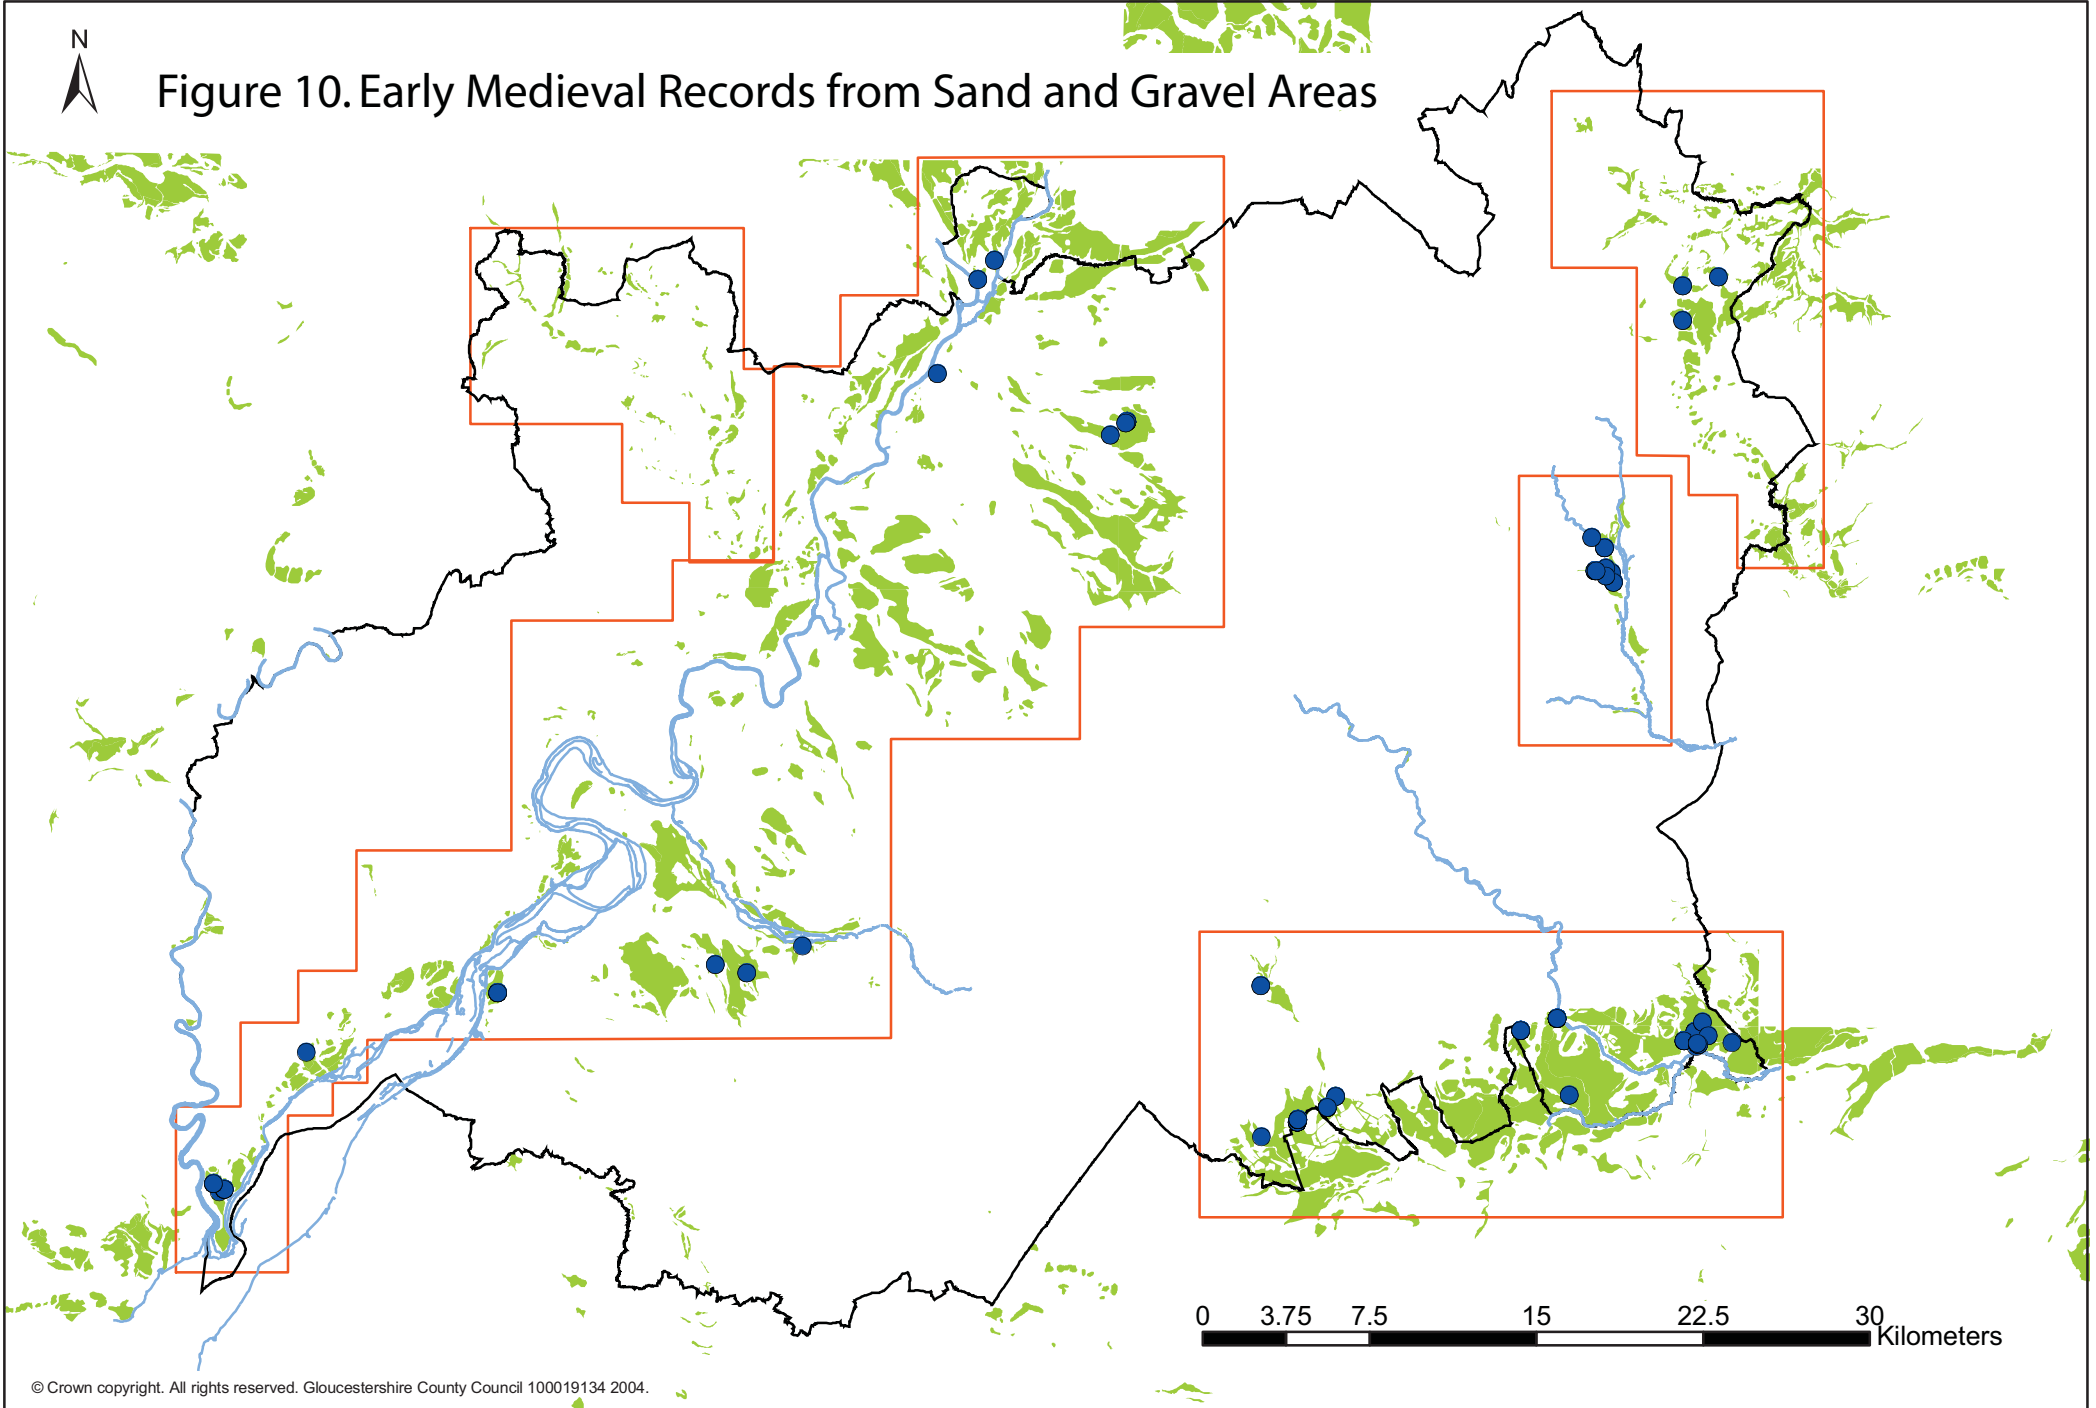 N
Figure 10. Early Medieval Records from Sand and Gravel Areas
0 3.75 7.5 15 22.5 30
Kilometers
© Crown copyright. All rights reserved. Gloucestershire County Council 100019134 2004.